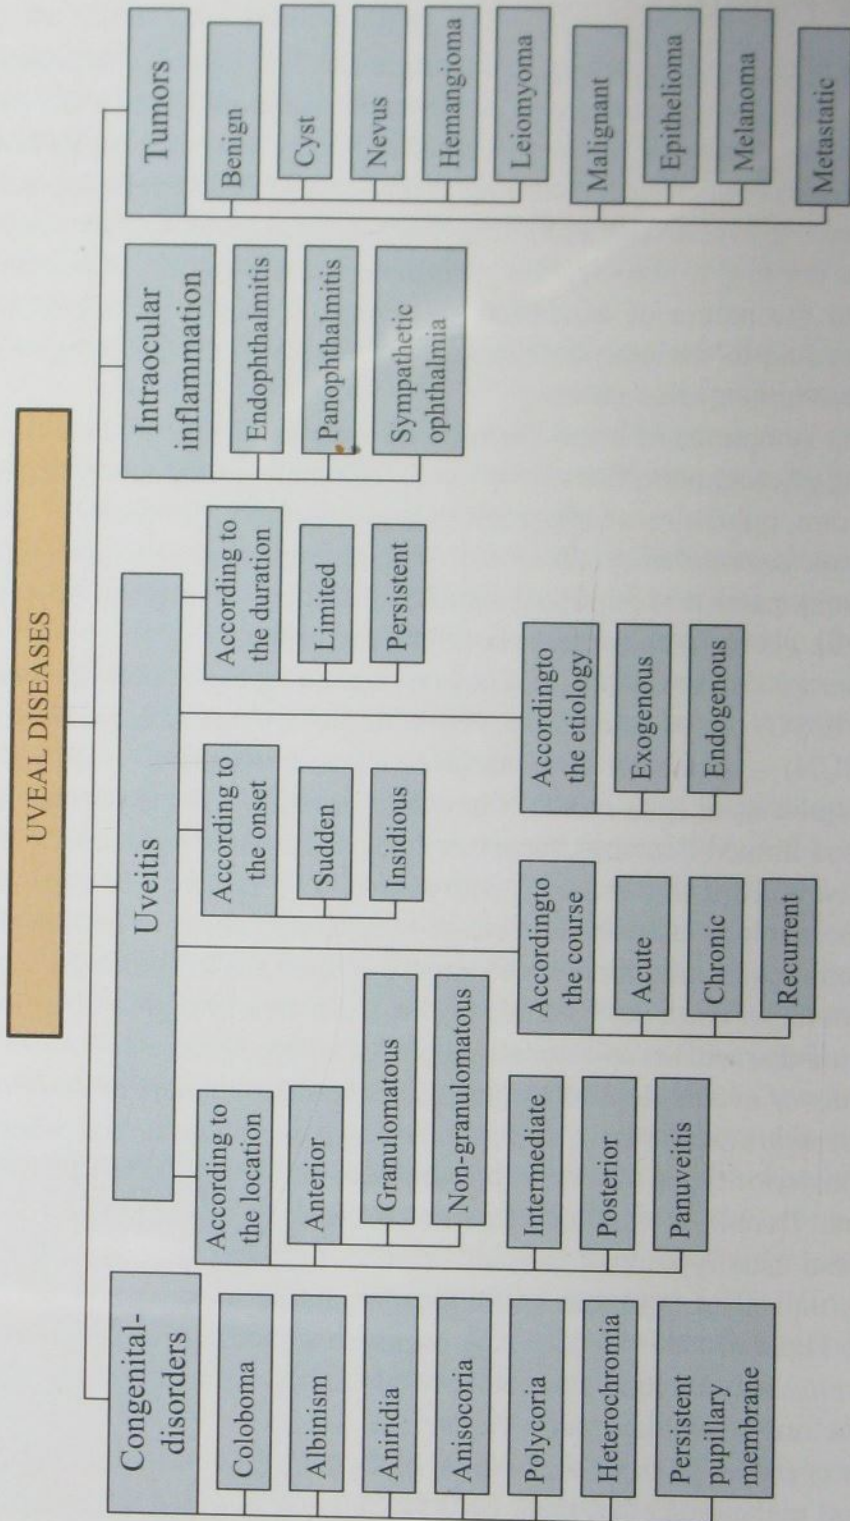 UVEAL DISEASES
Congenital-
disorders
Coloboma
Albinism
Aniridia
Anisocoria
Polycoria
Heterochromia
Persistent
pupillary
membrane
Uveitis
According to
the location
Anterior
Granulomatous
Non-granulomatous
Intermediate
Posterior
Panuveitis
According to
the onset
Sudden
Insidious
According to
the duration
Limited
Persistent
Accordingto
the course
Acute
Chronic
Recurrent
Accordingto
the etiology
Exogenous
Endogenous
Intraocular
inflammation
Endophthalmitis
Panophthalmitis
Sympathetic
ophthalmia
Tumors
Benign
Cyst
Nevus
Hemangioma
Leiomyoma
Malignant
Epithelioma
Melanoma
Metastatic